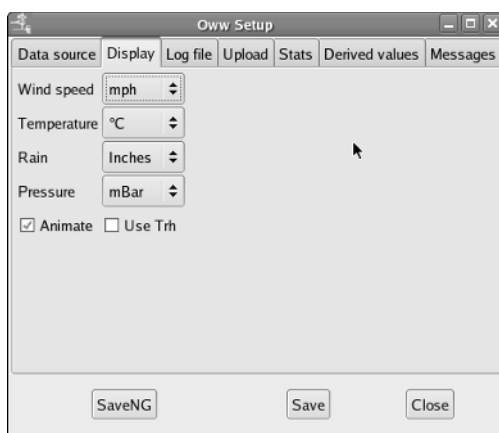 Oww Setup
Data source Display Log file Upload Stats Derived values Messages
Wind speed mph
Temperature °C
Rain Inches
Pressure mBar
Animate Use Trh
SaveNG Save Close